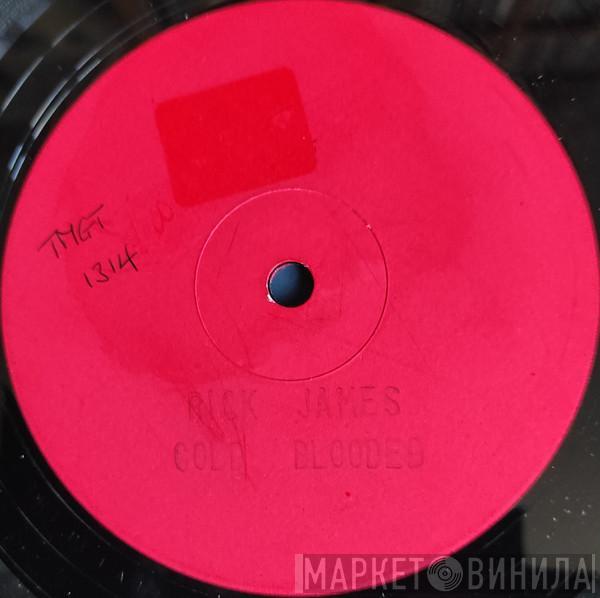 TMGT
1314
RICK JAMES
COLD BLOODED
МАРКЕТ ВИНИЛА